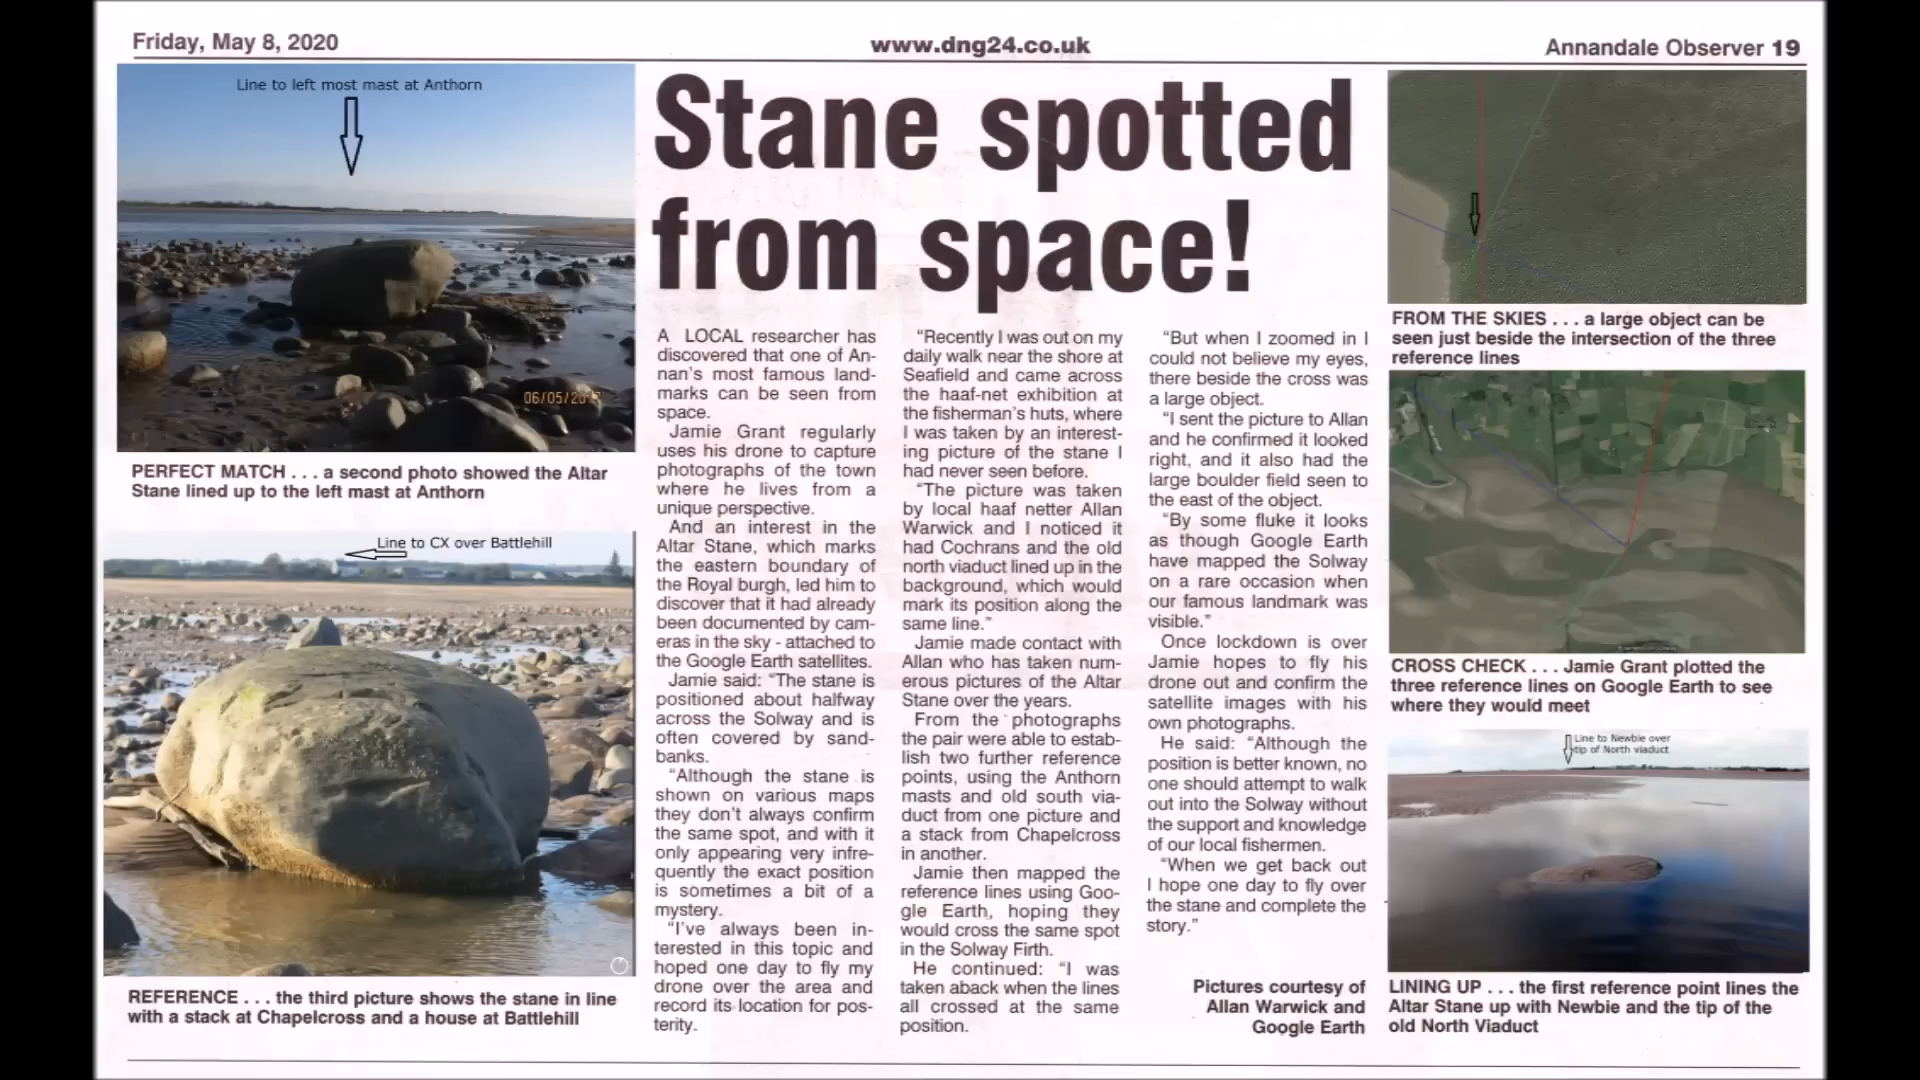 Friday, May 8, 2020
www.dng24.co.uk
Annandale Observer 19
Line to left most mast at Anthorn
06/05/20
PERFECT MATCH . . . a second photo showed the Altar
Stane lined up to the left mast at Anthorn
Line to CX over Battlehill
REFERENCE . . . the third picture shows the stane in line
with a stack at Chapelcross and a house at Battlehill
Stane spotted
from space!
A LOCAL researcher has
discovered that one of An-
nan's most famous land-
marks can be seen from
space.
Jamie Grant regularly
uses his drone to capture
photographs of the town
where he lives from a
unique perspective.
And an interest in the
Altar Stane, which marks
the eastern boundary of
the Royal burgh, led him to
discover that it had already
been documented by cam-
eras in the sky - attached to
the Google Earth satellites.
Jamie said: "The stane is
positioned about halfway
across the Solway and is
often covered by sand-
banks.
"Although the stane is
shown on various maps
they don't always confirm
the same spot, and with it
only appearing very infre-
quently the exact position
is sometimes a bit of a
mystery.
"I've always been in-
terested in this topic and
hoped one day to fly my
drone over the area and
record its location for pos-
terity.
"Recently I was out on my
daily walk near the shore at
Seafield and came across
the haaf-net exhibition at
the fisherman's huts, where
I was taken by an interest-
ing picture of the stane I
had never seen before.
"The picture was taken
by local haaf netter Allan
Warwick and I noticed it
had Cochrans and the old
north viaduct lined up in the
background, which would
mark its position along the
same line."
Jamie made contact with
Allan who has taken num-
erous pictures of the Altar
Stane over the years.
From the photographs
the pair were able to estab-
lish two further reference
points, using the Anthorn
masts and old south via-
duct from one picture and
a stack from Chapelcross
in another.
Jamie then mapped the
reference lines using Goo-
gle Earth, hoping they
would cross the same spot
in the Solway Firth.
He continued: "I was
taken aback when the lines
all crossed at the same
position.
"But when I zoomed in I
could not believe my eyes,
there beside the cross was
a large object.
"I sent the picture to Allan
and he confirmed it looked
right, and it also had the
large boulder field seen to
the east of the object.
"By some fluke it looks
as though Google Earth
have mapped the Solway
on a rare occasion when
our famous landmark was
visible."
Once lockdown is over
Jamie hopes to fly his
drone out and confirm the
satellite images with his
own photographs.
He said: "Although the
position is better known, no
one should attempt to walk
out into the Solway without
the support and knowledge
of our local fishermen.
"When we get back out
I hope one day to fly over
the stane and complete the
story."
Pictures courtesy of
Allan Warwick and
Google Earth
FROM THE SKIES . . . a large object can be
seen just beside the intersection of the three
reference lines
CROSS CHECK . . . Jamie Grant plotted the
three reference lines on Google Earth to see
where they would meet
Line to Newbie over
tip of North viaduct
LINING UP . . . the first reference point lines the
Altar Stane up with Newbie and the tip of the
old North Viaduct